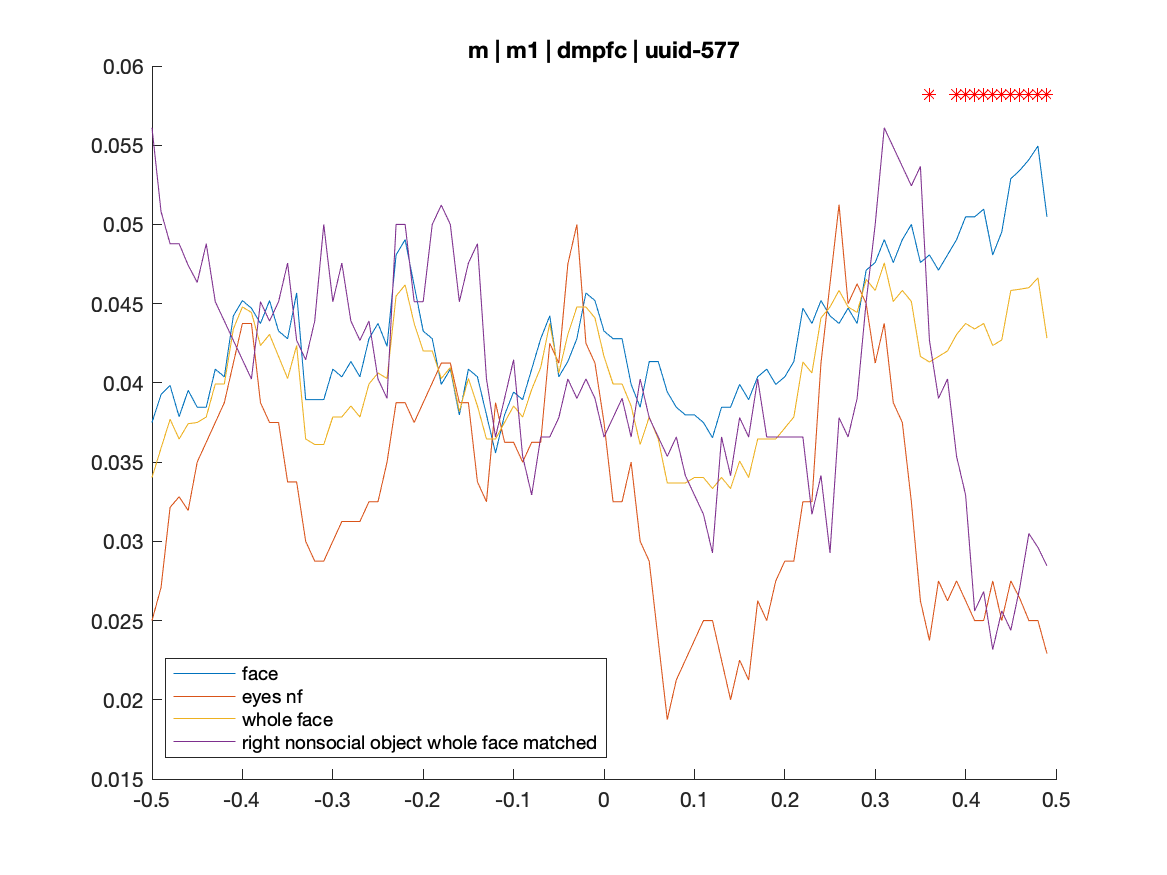 m | m1 | dmpfc | uuid-577
0.06
0.055
0.05
0.045
0.04
0.035
0.03
0.025
0.02
0.015
face
eyes nf
whole face
right nonsocial object whole face matched
-0.5 -0.4 -0.3 -0.2 -0.1 0 0.1 0.2 0.3 0.4 0.5